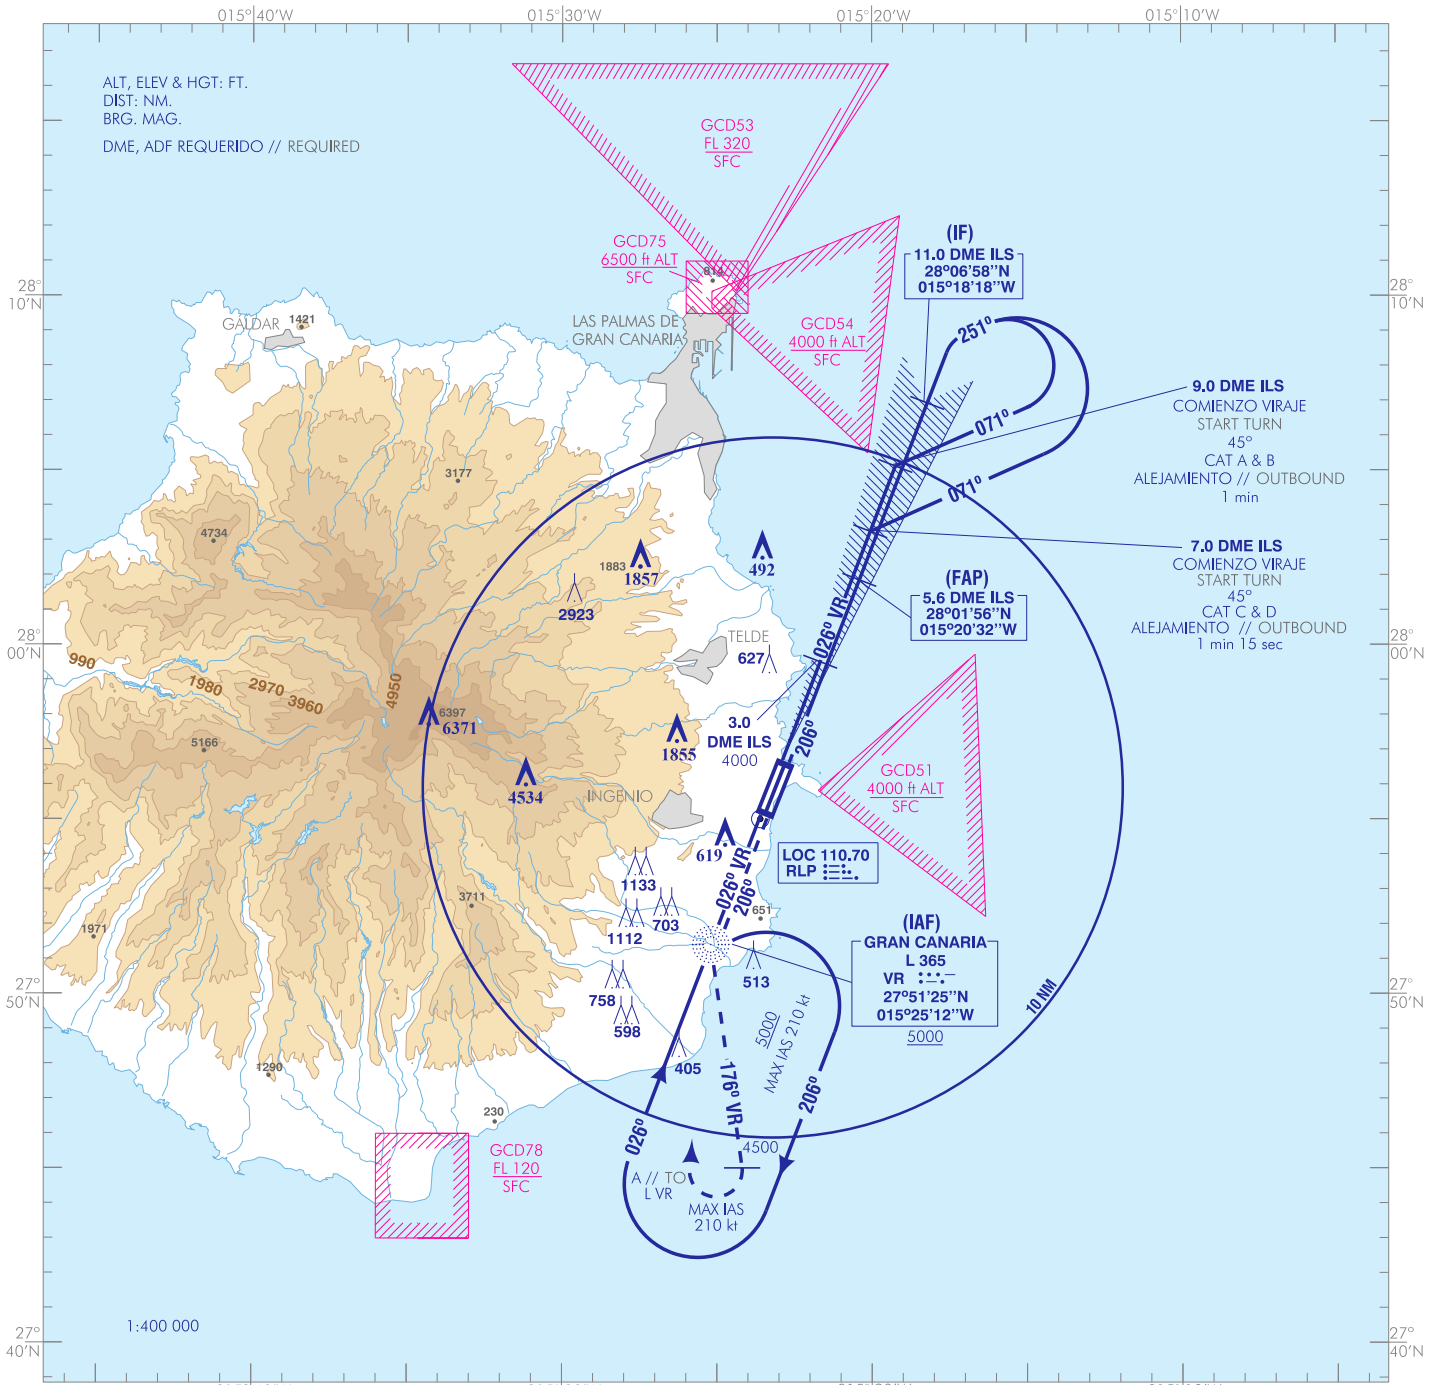 015°40'W
015°30'W
015°20'W
015°10'W
ALT, ELEV & HGT: FT.
DIST: NM.
BRG. MAG.
DME, ADF REQUERIDO // REQUIRED
GCD53
FL 320
SFC
GCD75
6500 ft ALT
SFC
814
GCD54
4000 ft ALT
SFC
(IF)
11.0 DME ILS
28°06'58''N
015°18'18''W
28°
10'N
28°
10'N
GALDAR
1421
LAS PALMAS DE
GRAN CANARIA
251°
071°
071°
9.0 DME ILS
COMIENZO VIRAJE
START TURN
45°
CAT A & B
ALEJAMIENTO // OUTBOUND
1 min
3177
4734
1883
1857
492
2923
7.0 DME ILS
COMIENZO VIRAJE
START TURN
45°
CAT C & D
ALEJAMIENTO // OUTBOUND
1 min 15 sec
(FAP)
5.6 DME ILS
28°01'56''N
015°20'32''W
28°
00'N
28°
00'N
TELDE
627
026° VR
206°
990
1980
2970
3960
4950
6397
6371
5166
4534
1855
3.0
DME ILS
4000
INGENIO
GCD51
4000 ft ALT
SFC
619
LOC 110.70
RLP
026° VR
206°
1133
703
1112
651
3711
1971
(IAF)
GRAN CANARIA
L 365
VR
27°51'25''N
015°25'12''W
5000
513
758
598
405
27°
50'N
27°
50'N
10 NM
5000
MAX IAS 210 kt
176° VR
206°
026°
1290
230
4500
A // TO
L VR
MAX IAS
210 kt
GCD78
FL 120
SFC
1:400 000
27°
40'N
27°
40'N